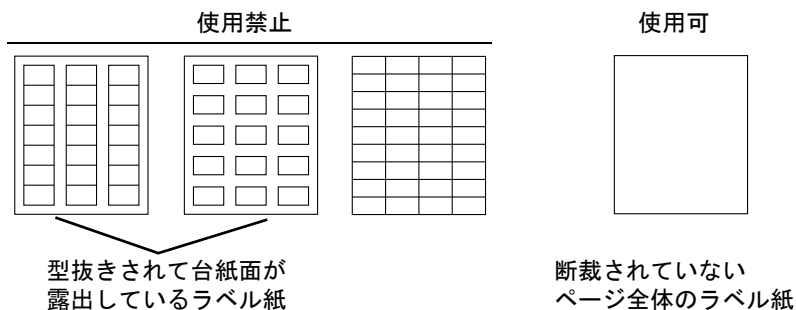 使用禁止
使用可
型抜きされて台紙面が
露出しているラベル紙
断裁されていない
ページ全体のラベル紙